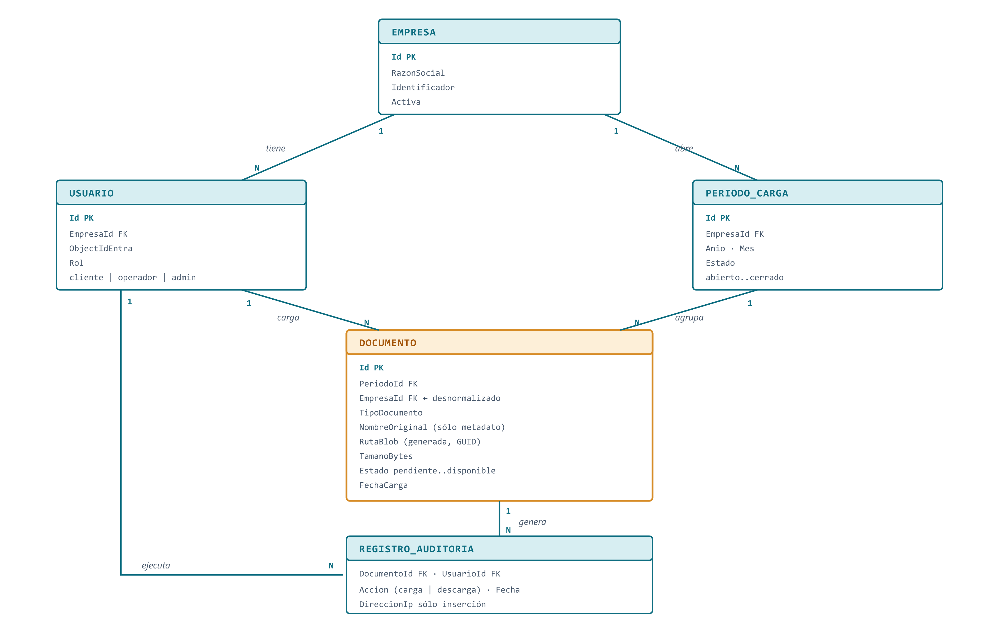 EMPRESA
Id PK
RazonSocial
Identificador
Activa
1
1
tiene
abre
N
N
USUARIO
Id PK
EmpresaId FK
ObjectIdEntra
Rol
cliente | operador | admin
PERIODO_CARGA
Id PK
EmpresaId FK
Anio · Mes
Estado
abierto..cerrado
1
1
1
carga
agrupa
N
N
DOCUMENTO
Id PK
PeriodoId FK
EmpresaId FK ← desnormalizado
TipoDocumento
NombreOriginal (sólo metadato)
RutaBlob (generada, GUID)
TamanoBytes
Estado pendiente..disponible
FechaCarga
1
genera
N
REGISTRO_AUDITORIA
ejecuta
N
DocumentoId FK · UsuarioId FK
Accion (carga | descarga) · Fecha
DireccionIp sólo inserción